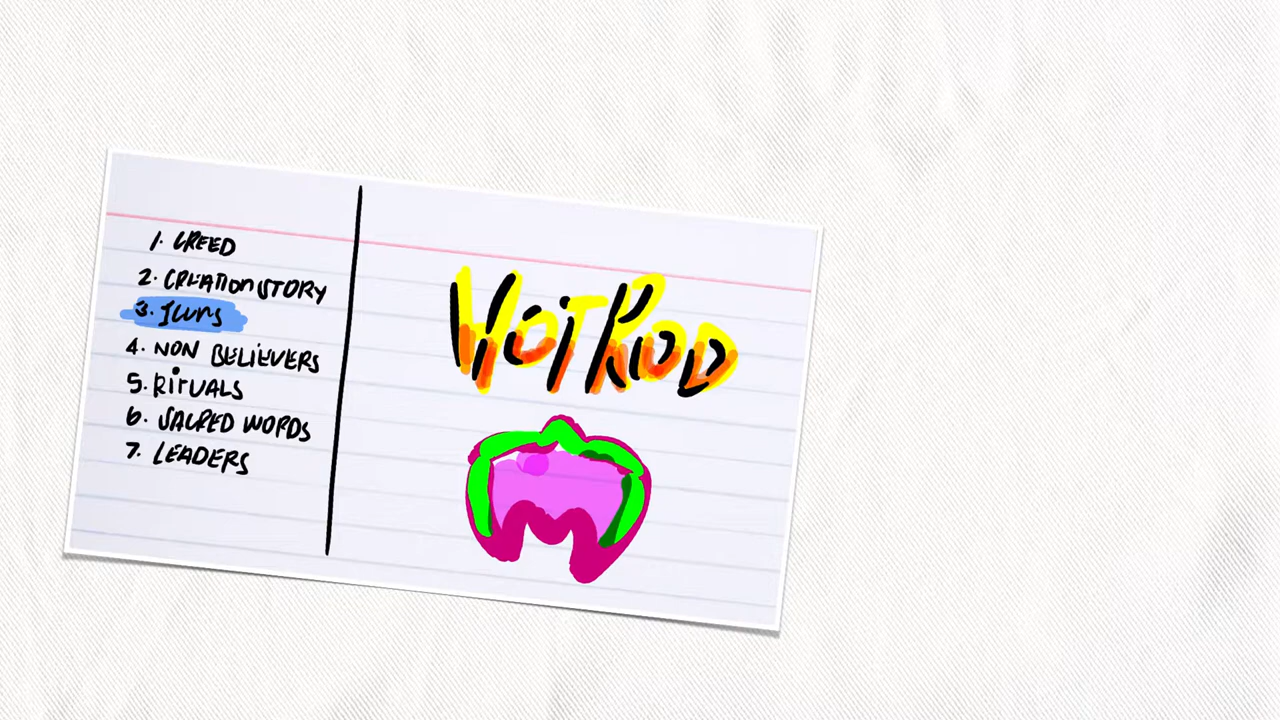 1. CREED
2. CREATION STORY
3. ICONS
4. NON BELIEVERS
5. RITUALS
6. SACRED WORDS
7. LEADERS
HOT ROD